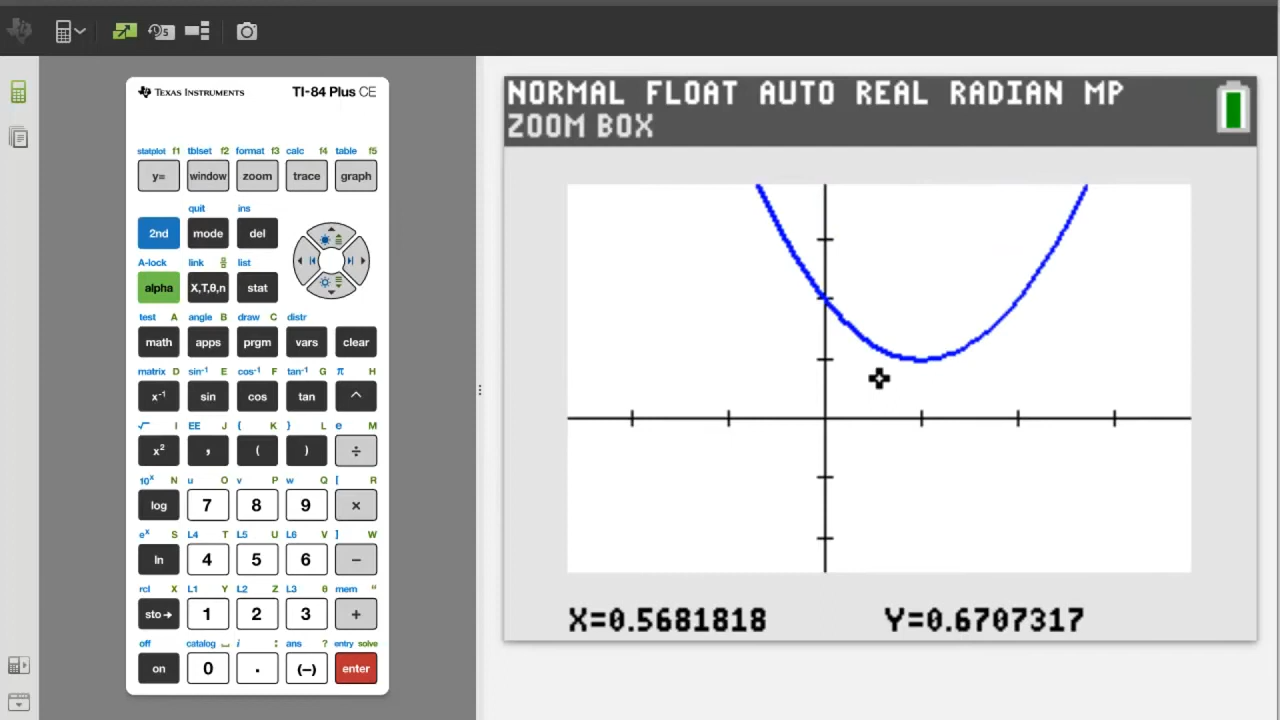 5
TEXAS INSTRUMENTS TI-84 Plus CE
statplot f1 tblset f2 format f3 calc f4 table f5
y= window zoom trace graph
quit ins
2nd mode del
A-lock link list
alpha X,T,θ,n stat
test A angle B draw C distr
math apps prgm vars clear
matrix D sin⁻¹ E cos⁻¹ F tan⁻¹ G π H
x⁻¹ sin cos tan ^
√ I EE J { K } L e M
x² , ( ) ÷
10ˣ N u O v P w Q [ R
log 7 8 9 ×
eˣ S L4 T L5 U L6 V ] W
ln 4 5 6 −
rcl X L1 Y L2 Z L3 θ mem "
sto→ 1 2 3 +
off catalog ⎵ i : ans ? entry solve
on 0 . (−) enter
NORMAL FLOAT AUTO REAL RADIAN MP
ZOOM BOX
X=0.5681818 Y=0.6707317